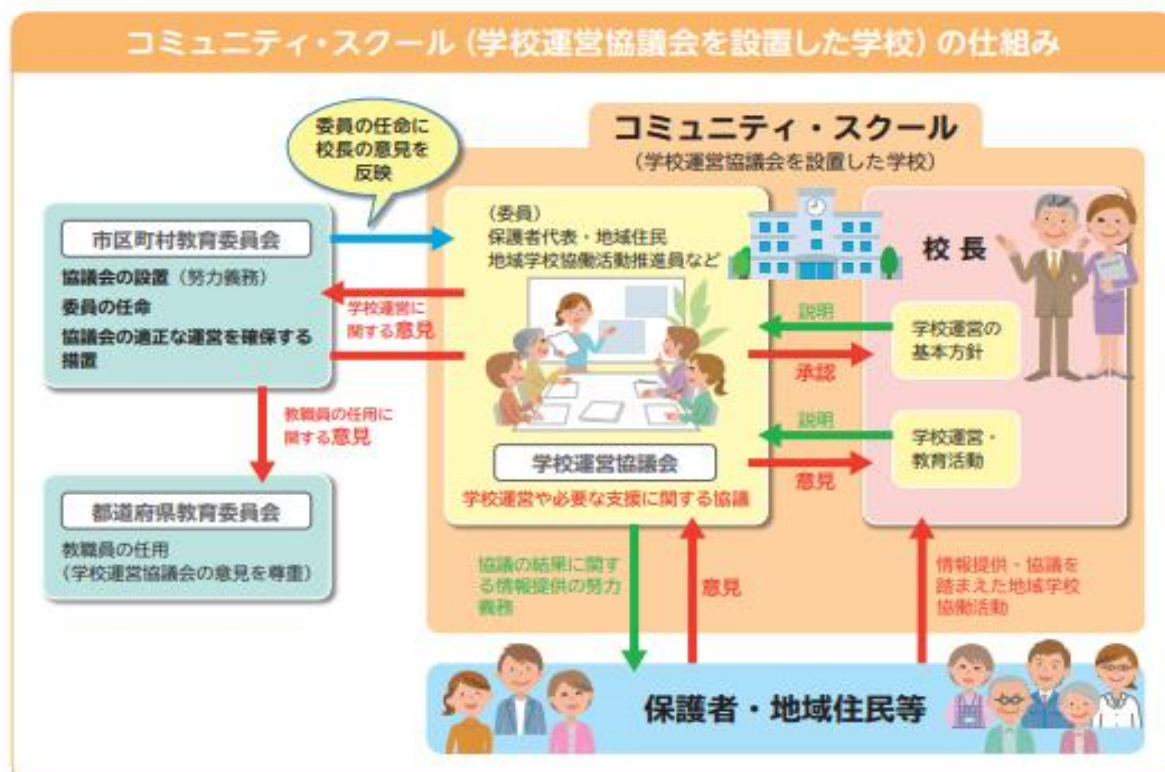 コミュニティ・スクール（学校運営協議会を設置した学校）の仕組み
委員の任命に
校長の意見を
反映
コミュニティ・スクール
（学校運営協議会を設置した学校）
市区町村教育委員会
協議会の設置（努力義務）
委員の任命
協議会の適正な運営を確保する
措置
（委員）
保護者代表・地域住民
地域学校協働活動推進員など
校長
学校運営に
関する意見
説明
学校運営の
基本方針
承認
教職員の任用に
関する意見
説明
学校運営・
教育活動
意見
学校運営協議会
学校運営や必要な支援に関する協議
都道府県教育委員会
教職員の任用
（学校運営協議会の意見を尊重）
協議の結果に関す
る情報提供の努力
義務
意見
情報提供・協議を
踏まえた地域学校
協働活動
保護者・地域住民等